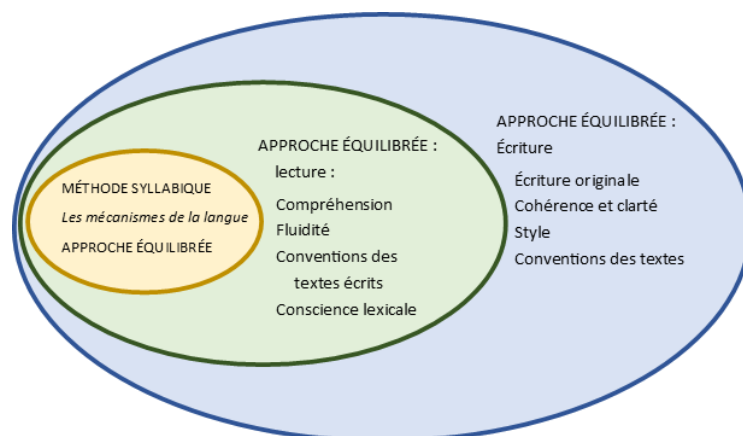 MÉTHODE SYLLABIQUE
Les mécanismes de la langue
APPROCHE ÉQUILIBRÉE
APPROCHE ÉQUILIBRÉE :
lecture :
Compréhension
Fluidité
Conventions des
textes écrits
Conscience lexicale
APPROCHE ÉQUILIBRÉE :
Écriture
Écriture originale
Cohérence et clarté
Style
Conventions des textes